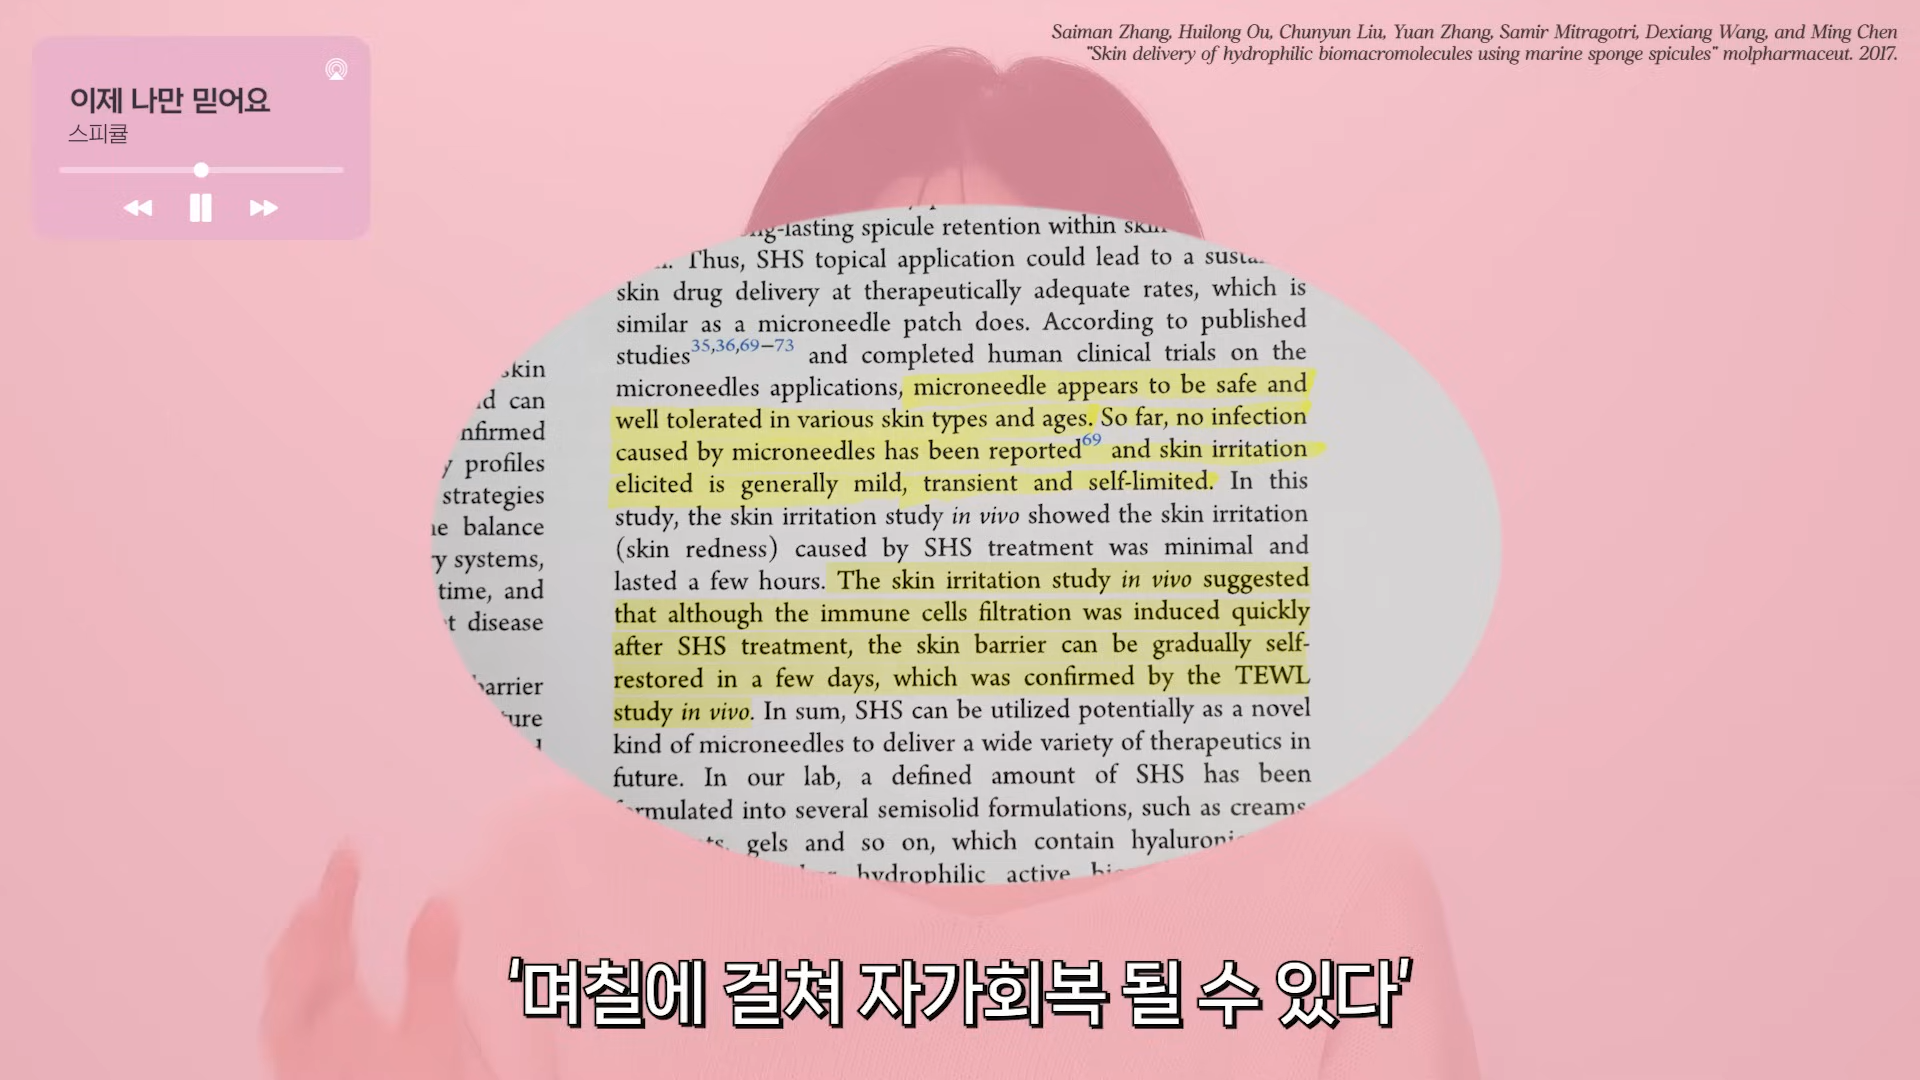 Saiman Zhang, Huilong Ou, Chunyun Liu, Yuan Zhang, Samir Mitragotri, Dexiang Wang, and Ming Chen
"Skin delivery of hydrophilic biomacromolecules using marine sponge spicules" molpharmaceut. 2017.
이제 나만 믿어요
스피큘
-lasting spicule retention within
Thus, SHS topical application could lead to a
skin drug delivery at therapeutically adequate rates, which is
similar as a microneedle patch does. According to published
studies35,36,69–73 and completed human clinical trials on the
microneedles applications, microneedle appears to be safe and
well tolerated in various skin types and ages. So far, no infection
caused by microneedles has been reported69 and skin irritation
elicited is generally mild, transient and self-limited. In this
study, the skin irritation study in vivo showed the skin irritation
(skin redness) caused by SHS treatment was minimal and
lasted a few hours. The skin irritation study in vivo suggested
that although the immune cells filtration was induced quickly
after SHS treatment, the skin barrier can be gradually self-
restored in a few days, which was confirmed by the TEWL
study in vivo. In sum, SHS can be utilized potentially as a novel
kind of microneedles to deliver a wide variety of therapeutics in
future. In our lab, a defined amount of SHS has been
formulated into several semisolid formulations, such as creams,
gels and so on, which contain
hydrophilic active
skin
can
profiles
strategies
balance
systems,
time, and
disease
'며칠에 걸쳐 자가회복 될 수 있다'